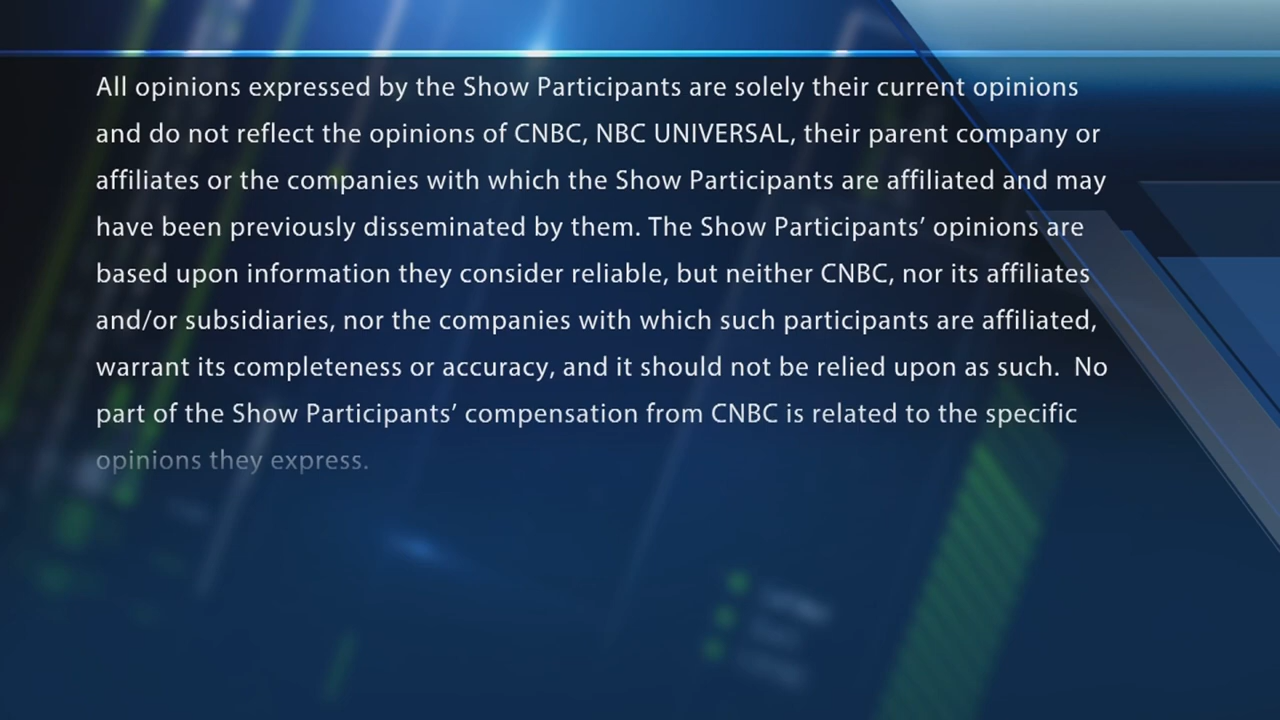 All opinions expressed by the Show Participants are solely their current opinions
and do not reflect the opinions of CNBC, NBC UNIVERSAL, their parent company or
affiliates or the companies with which the Show Participants are affiliated and may
have been previously disseminated by them. The Show Participants’ opinions are
based upon information they consider reliable, but neither CNBC, nor its affiliates
and/or subsidiaries, nor the companies with which such participants are affiliated,
warrant its completeness or accuracy, and it should not be relied upon as such.  No
part of the Show Participants’ compensation from CNBC is related to the specific
opinions they express.